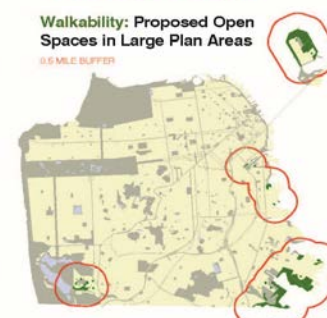 Walkability: Proposed Open
Spaces in Large Plan Areas
0.5 MILE BUFFER